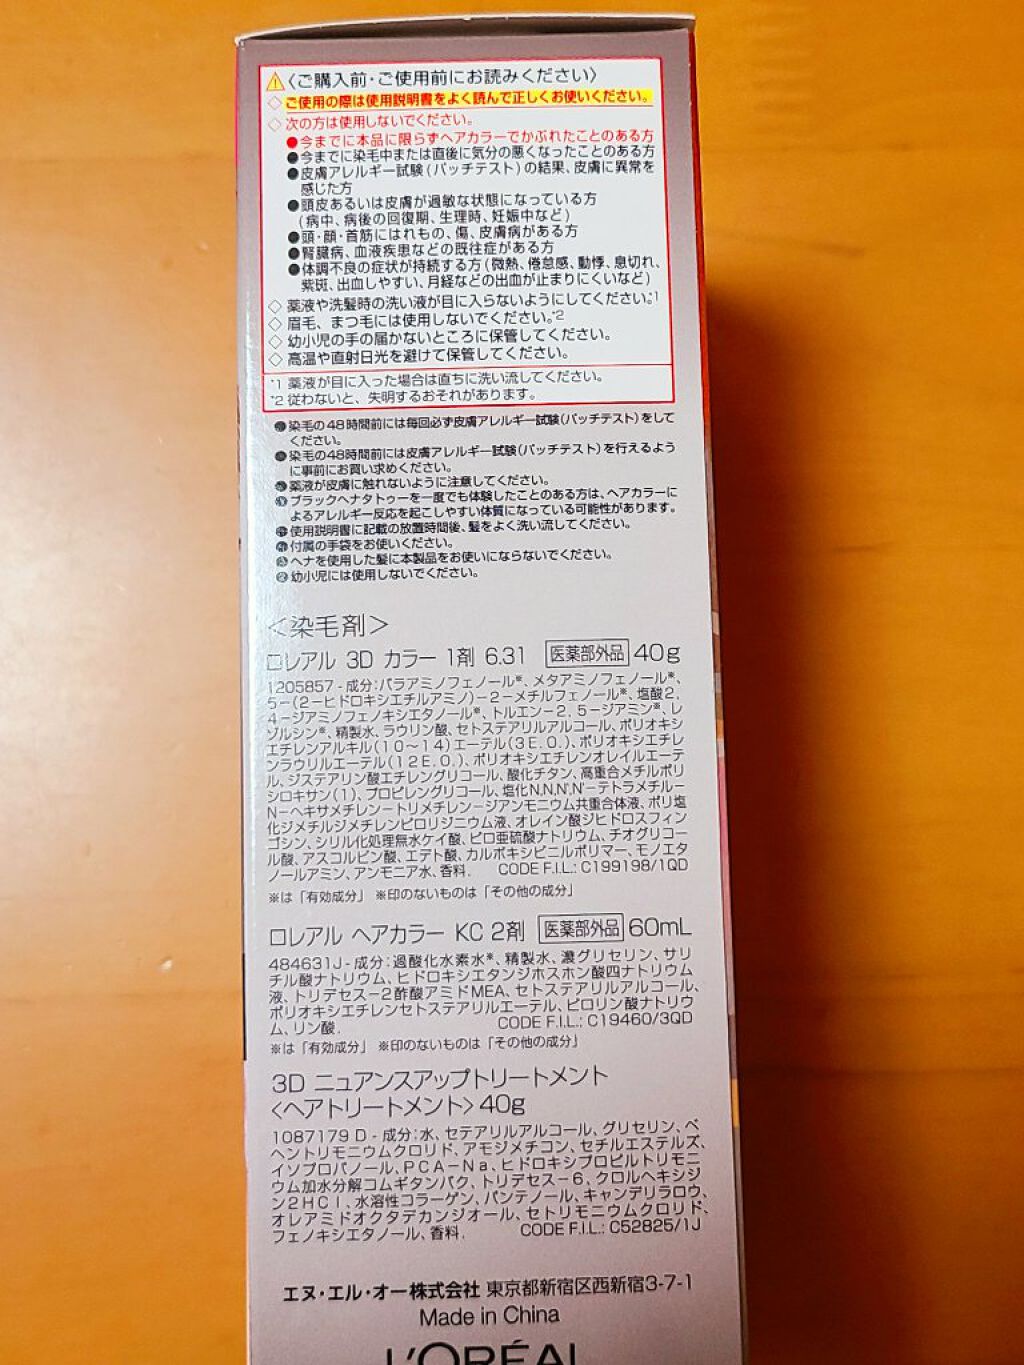 ⚠〈ご購入前・ご使用前にお読みください〉
◇ご使用の際は使用説明書をよく読んで正しくお使いください。
◇次の方は使用しないでください。
●今までに本品に限らずヘアカラーでかぶれたことのある方
●今までに染毛中または直後に気分の悪くなったことのある方
●皮膚アレルギー試験(パッチテスト)の結果、皮膚に異常を
感じた方
●頭皮あるいは皮膚が過敏な状態になっている方
(病中、病後の回復期、生理時、妊娠中など)
●頭・顔・首筋にはれもの、傷、皮膚病がある方
●腎臓病、血液疾患などの既往症がある方
●体調不良の症状が持続する方(微熱、倦怠感、動悸、息切れ、
紫斑、出血しやすい、月経などの出血が止まりにくいなど)
◇薬液や洗髪時の洗い液が目に入らないようにしてください。*1
◇眉毛、まつ毛には使用しないでください。*2
◇幼小児の手の届かないところに保管してください。
◇高温や直射日光を避けて保管してください。
*1 薬液が目に入った場合は直ちに洗い流してください。
*2 従わないと、失明するおそれがあります。
●染毛の48時間前には毎回必ず皮膚アレルギー試験(パッチテスト)をして
ください。
●染毛の48時間前には皮膚アレルギー試験(パッチテスト)を行えるよう
に事前にお買い求めください。
●薬液が皮膚に触れないように注意してください。
●ブラックヘナタトゥーを一度でも体験したことのある方は、ヘアカラーに
よるアレルギー反応を起こしやすい体質になっている可能性があります。
●使用説明書に記載の放置時間後、髪をよく洗い流してください。
●付属の手袋をお使いください。
●ヘナを使用した髪に本製品をお使いにならないでください。
●幼小児には使用しないでください。
＜染毛剤＞
ロレアル 3D カラー 1剤 6.31 医薬部外品 40g
1205857 - 成分:パラアミノフェノール※、メタアミノフェノール※、
5-(2-ヒドロキシエチルアミノ)-2-メチルフェノール※、塩酸2,
4-ジアミノフェノキシエタノール※、トルエン-2,5-ジアミン※、レ
ゾルシン※、精製水、ラウリン酸、セトステアリルアルコール、ポリオキシ
エチレンアルキル(10〜14)エーテル(3E.O.)、ポリオキシエチレ
ンラウリルエーテル(12E.O.)、ポリオキシエチレンオレイルエーテ
ル、ジステアリン酸エチレングリコール、酸化チタン、高重合メチルポリ
シロキサン(1)、プロピレングリコール、塩化N,N,N',N'-テトラメチル-
N-ヘキサメチレン-トリメチレン-ジアンモニウム共重合体液、ポリ塩
化ジメチルジメチレンピロリジニウム液、オレイン酸ジヒドロスフィン
ゴシン、シリル化処理無水ケイ酸、ピロ亜硫酸ナトリウム、チオグリコー
ル酸、アスコルビン酸、エデト酸、カルボキシビニルポリマー、モノエタ
ノールアミン、アンモニア水、香料. CODE F.I.L.: C199198/1QD
※は「有効成分」 ※印のないものは「その他の成分」
ロレアル ヘアカラー KC 2剤 医薬部外品 60mL
484631J - 成分:過酸化水素水※、精製水、濃グリセリン、サリ
チル酸ナトリウム、ヒドロキシエタンジホスホン酸四ナトリウム
液、トリデセス-2酢酸アミドMEA、セトステアリルアルコール、
ポリオキシエチレンセトステアリルエーテル、ピロリン酸ナトリウ
ム、リン酸. CODE F.I.L.: C19460/3QD
※は「有効成分」 ※印のないものは「その他の成分」
3D ニュアンスアップトリートメント
〈ヘアトリートメント〉40g
1087179 D - 成分:水、セテアリルアルコール、グリセリン、ベ
ヘントリモニウムクロリド、アモジメチコン、セチルエステルズ、
イソプロパノール、PCA-Na、ヒドロキシプロピルトリモニ
ウム加水分解コムギタンパク、トリデセス-6、クロルヘキシジ
ン2HCl、水溶性コラーゲン、パンテノール、キャンデリラロウ、
オレアミドオクタデカンジオール、セトリモニウムクロリド、
フェノキシエタノール、香料. CODE F.I.L.: C52825/1J
エヌ・エル・オー株式会社 東京都新宿区西新宿3-7-1
Made in China
L'ORÉAL